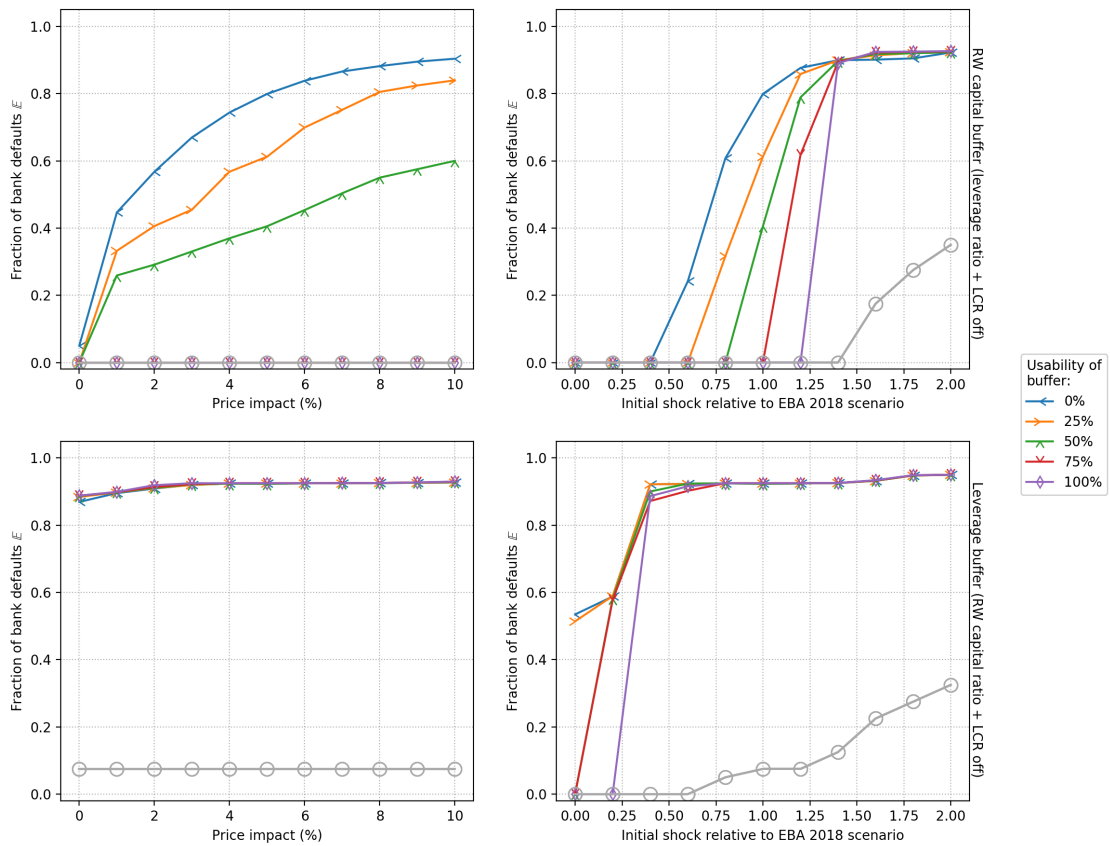 1.0
0.8
0.6
0.4
0.2
0.0
Fraction of bank defaults 𝔼
0 2 4 6 8 10
Price impact (%)
1.0
0.8
0.6
0.4
0.2
0.0
Fraction of bank defaults 𝔼
0.00 0.25 0.50 0.75 1.00 1.25 1.50 1.75 2.00
Initial shock relative to EBA 2018 scenario
RW capital buffer (leverage ratio + LCR off)
Usability of
buffer:
0%
25%
50%
75%
100%
1.0
0.8
0.6
0.4
0.2
0.0
Fraction of bank defaults 𝔼
0 2 4 6 8 10
Price impact (%)
1.0
0.8
0.6
0.4
0.2
0.0
Fraction of bank defaults 𝔼
0.00 0.25 0.50 0.75 1.00 1.25 1.50 1.75 2.00
Initial shock relative to EBA 2018 scenario
Leverage buffer (RW capital ratio + LCR off)